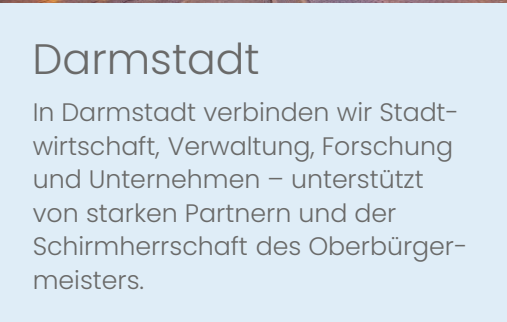 Darmstadt
In Darmstadt verbinden wir Stadt-
wirtschaft, Verwaltung, Forschung
und Unternehmen – unterstützt
von starken Partnern und der
Schirmherrschaft des Oberbürger-
meisters.